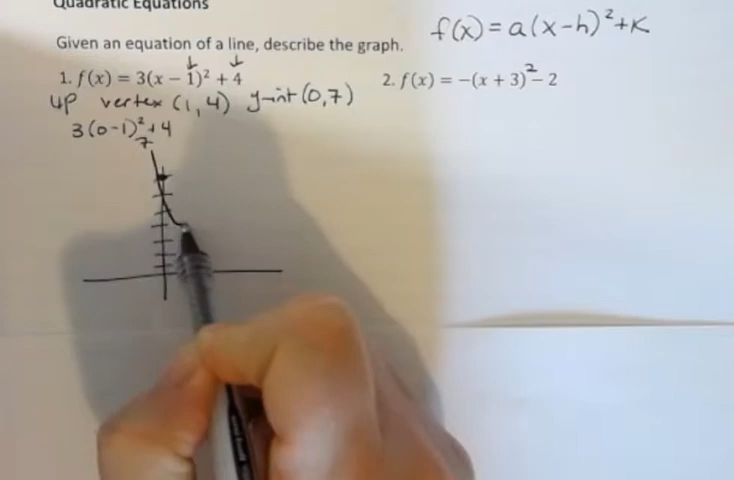 Quadratic Equations
f(x) = a(x-h)²+K
Given an equation of a line, describe the graph.
1. f(x) = 3(x − 1)² + 4
2. f(x) = −(x + 3)² − 2
up vertex (1,4) y-int (0,7)
3(0-1)²+4
7